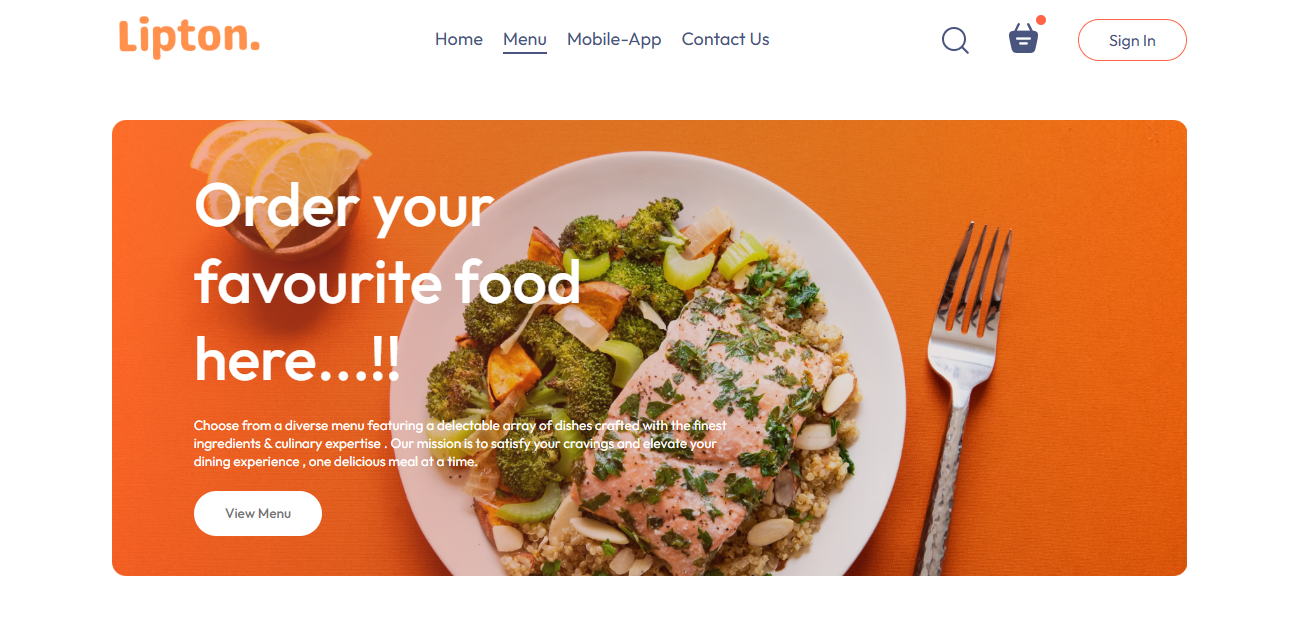 Lipton.
Home Menu Mobile-App Contact Us
Sign In
Order your
favourite food
here...!!
Choose from a diverse menu featuring a delectable array of dishes crafted with the finest
ingredients & culinary expertise . Our mission is to satisfy your cravings and elevate your
dining experience , one delicious meal at a time.
View Menu